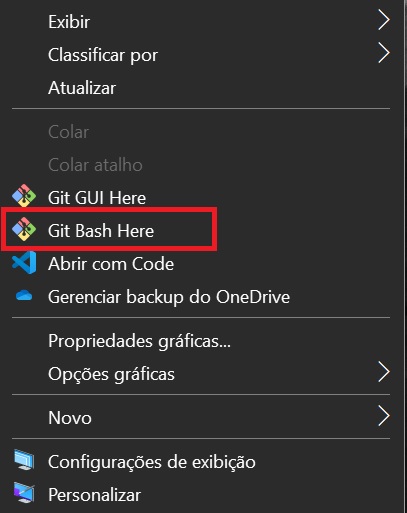 Exibir
Classificar por
Atualizar
Colar
Colar atalho
Git GUI Here
Git Bash Here
Abrir com Code
Gerenciar backup do OneDrive
Propriedades gráficas...
Opções gráficas
Novo
Configurações de exibição
Personalizar